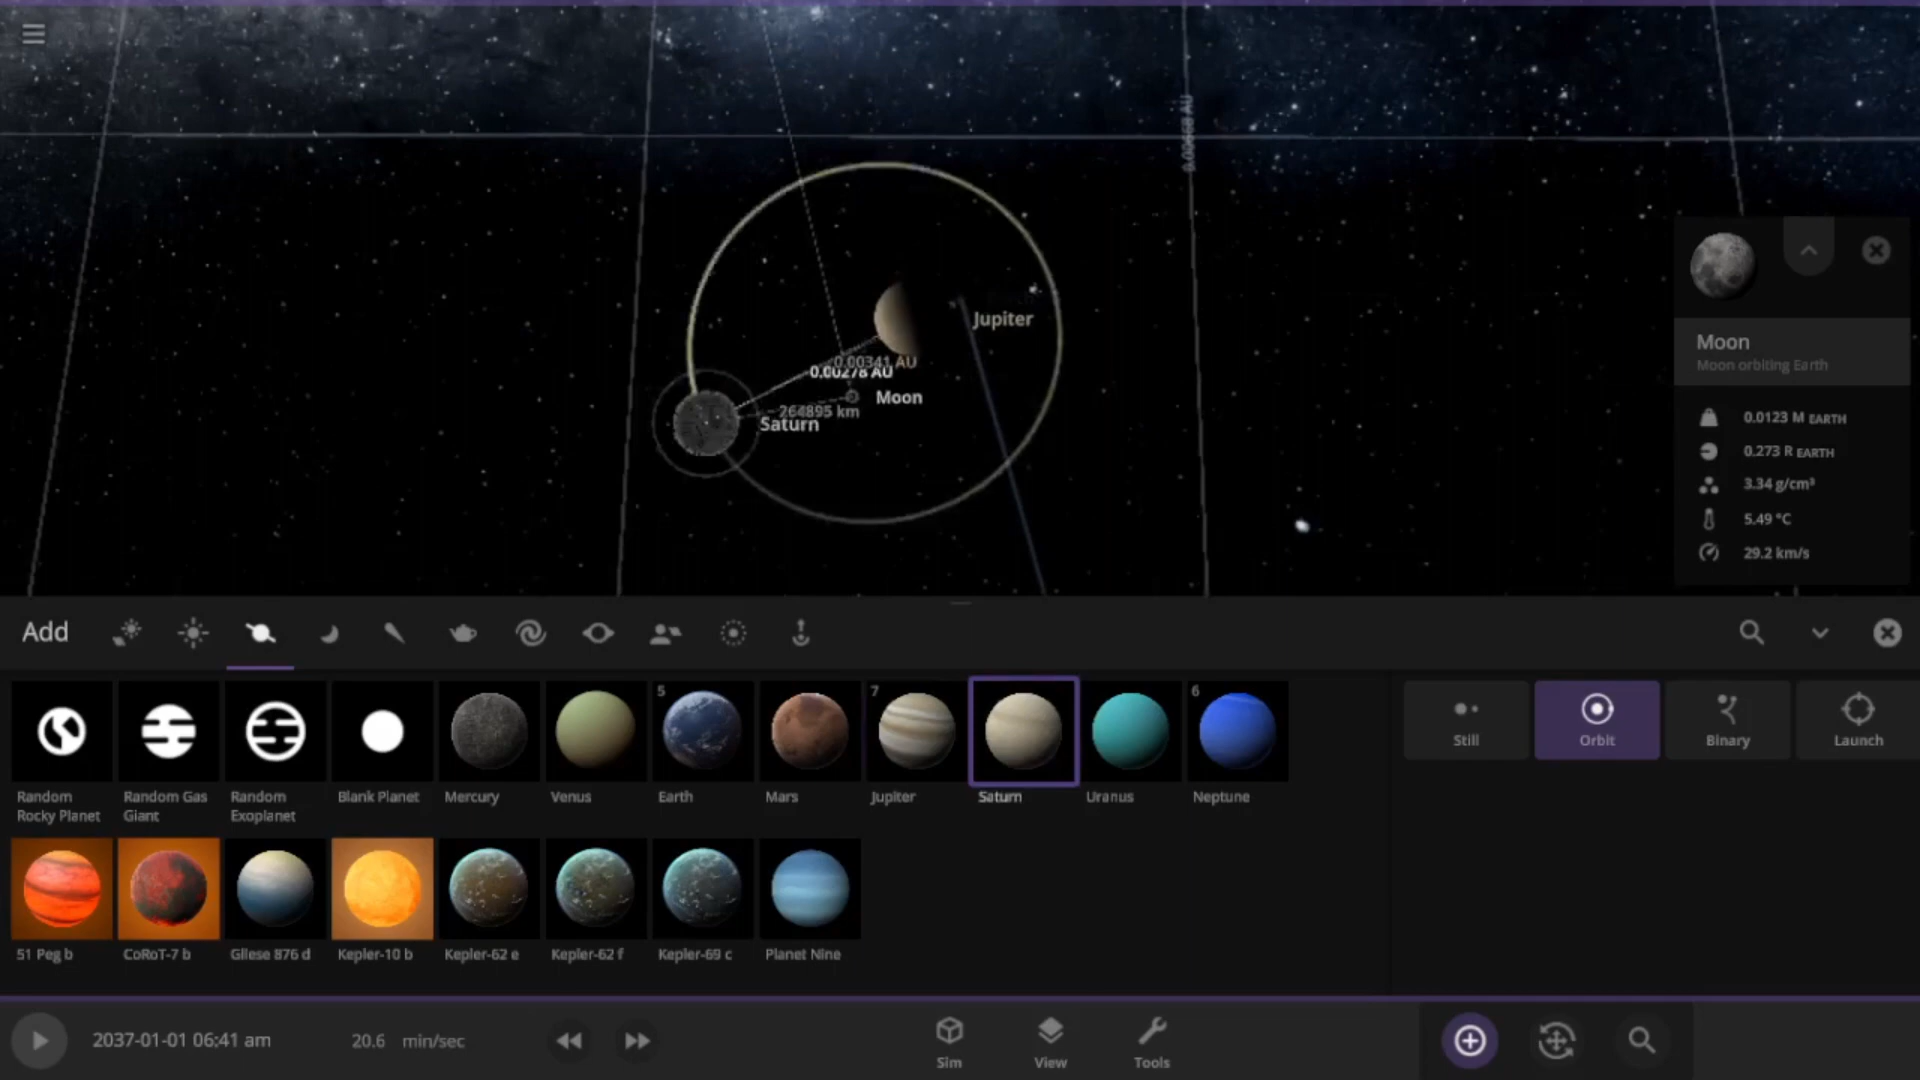 0.00668 AU
Jupiter
0.00341 AU
0.00278 AU
Moon
264895 km
Saturn
Moon
Moon orbiting Earth
0.0123 M EARTH
0.273 R EARTH
3.34 g/cm³
5.49 °C
29.2 km/s
Add
5
7
6
Random Rocky Planet
Random Gas Giant
Random Exoplanet
Blank Planet
Mercury
Venus
Earth
Mars
Jupiter
Saturn
Uranus
Neptune
Still
Orbit
Binary
Launch
51 Peg b
CoRoT-7 b
Gliese 876 d
Kepler-10 b
Kepler-62 e
Kepler-62 f
Kepler-69 c
Planet Nine
2037-01-01 06:41 am
20.6 min/sec
Sim
View
Tools